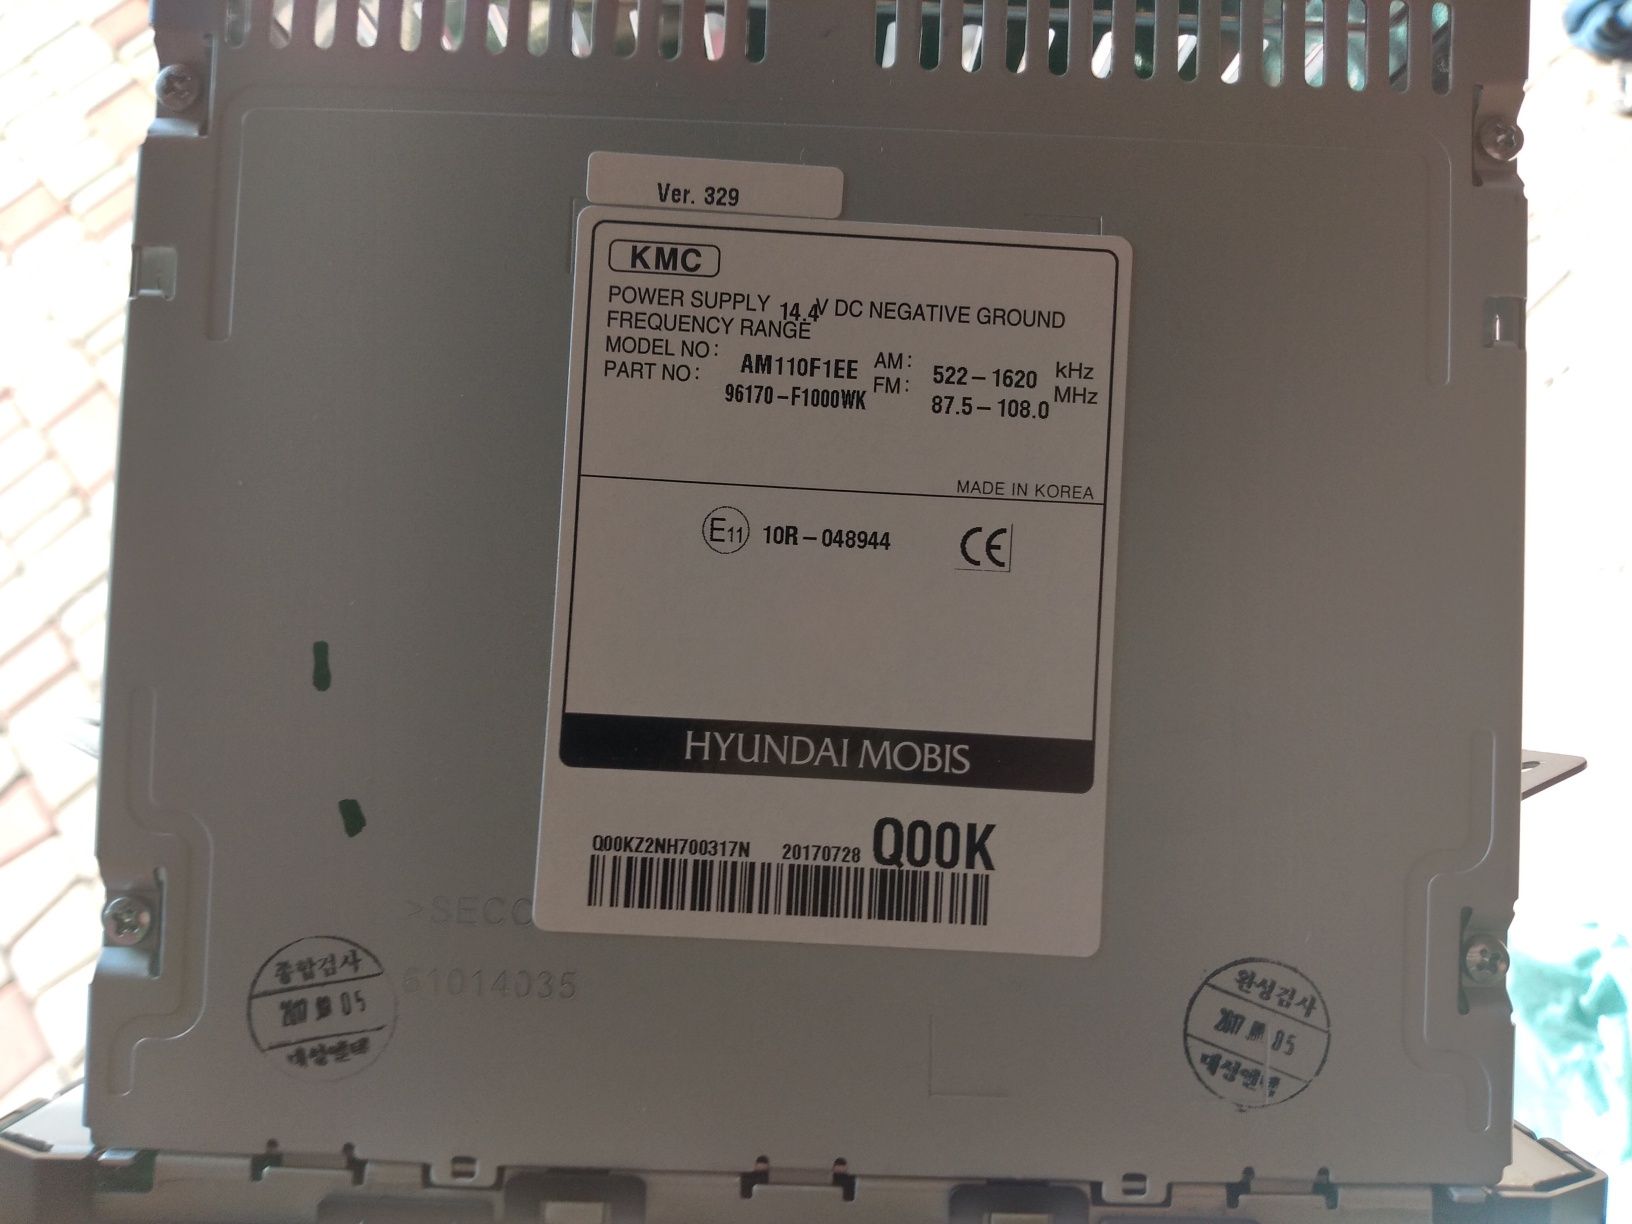 Ver. 329
KMC
POWER SUPPLY 14.4V DC NEGATIVE GROUND
FREQUENCY RANGE
MODEL NO: AM110F1EE AM: 522-1620 kHz
PART NO: 96170-F1000WK FM: 87.5-108.0 MHz
MADE IN KOREA
E11 10R-048944 CE
HYUNDAI MOBIS
Q00KZ2NH700317N 20170728 Q00K
>SECC
61014035
종합검사
2017 05
완성검사
2017 05